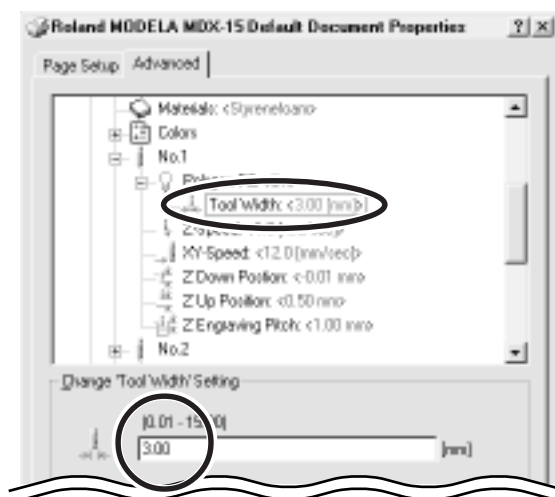 Roland MODELA MDX-15 Default Document Properties
Page Setup Advanced
Materials: <Styrenefoam>
Colors
No.1
Tool Width: <3.00 [mm]>
XY-Speed: <12.0 [mm/sec]>
Z Down Position: <-0.01 mm>
Z Up Position: <0.50 mm>
Z Engraving Pitch: <1.00 mm>
No.2
Change 'Tool Width' Setting
3.00 [mm]